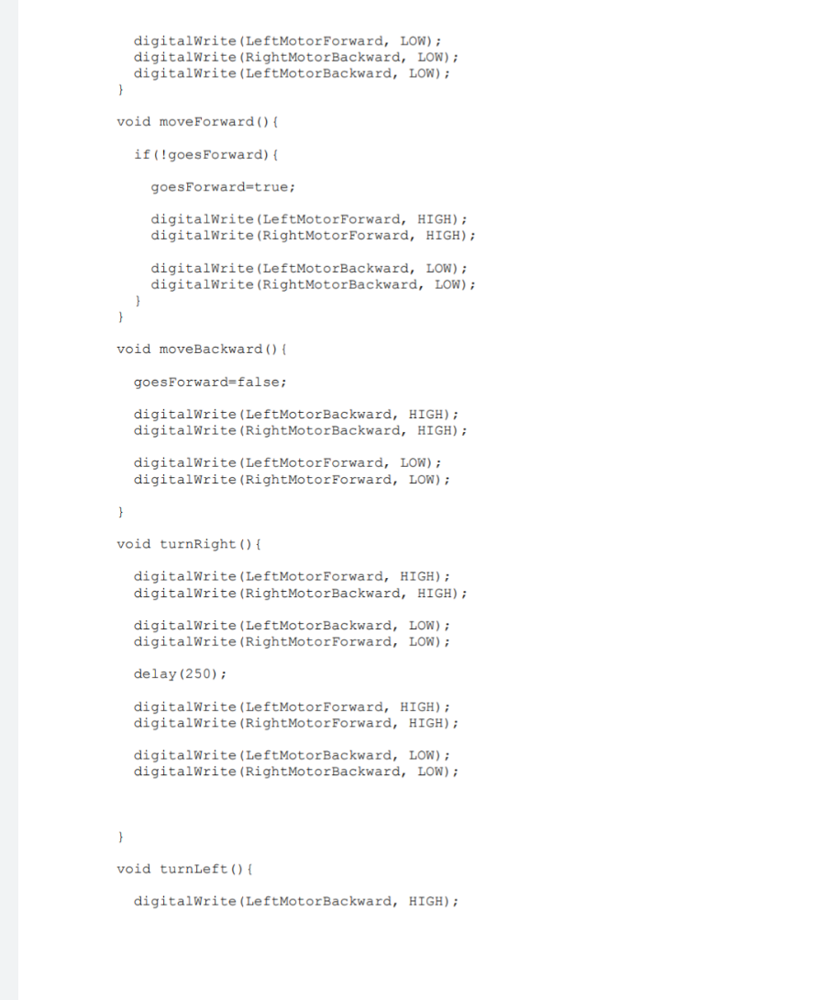 digitalWrite(LeftMotorForward, LOW);
digitalWrite(RightMotorBackward, LOW);
digitalWrite(LeftMotorBackward, LOW);
}
void moveForward(){
if(!goesForward){
goesForward=true;
digitalWrite(LeftMotorForward, HIGH);
digitalWrite(RightMotorForward, HIGH);
digitalWrite(LeftMotorBackward, LOW);
digitalWrite(RightMotorBackward, LOW);
}
}
void moveBackward(){
goesForward=false;
digitalWrite(LeftMotorBackward, HIGH);
digitalWrite(RightMotorBackward, HIGH);
digitalWrite(LeftMotorForward, LOW);
digitalWrite(RightMotorForward, LOW);
}
void turnRight(){
digitalWrite(LeftMotorForward, HIGH);
digitalWrite(RightMotorBackward, HIGH);
digitalWrite(LeftMotorBackward, LOW);
digitalWrite(RightMotorForward, LOW);
delay(250);
digitalWrite(LeftMotorForward, HIGH);
digitalWrite(RightMotorForward, HIGH);
digitalWrite(LeftMotorBackward, LOW);
digitalWrite(RightMotorBackward, LOW);
}
void turnLeft(){
digitalWrite(LeftMotorBackward, HIGH);